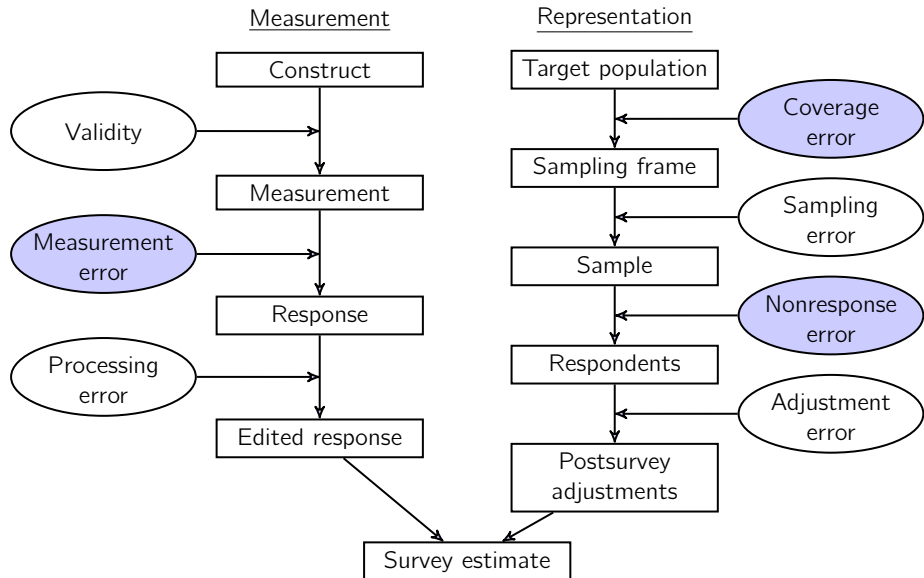 Measurement
Representation
Construct
Target population
Validity
Coverage
error
Measurement
Sampling frame
Measurement
error
Sampling
error
Sample
Response
Nonresponse
error
Processing
error
Respondents
Adjustment
error
Edited response
Postsurvey
adjustments
Survey estimate